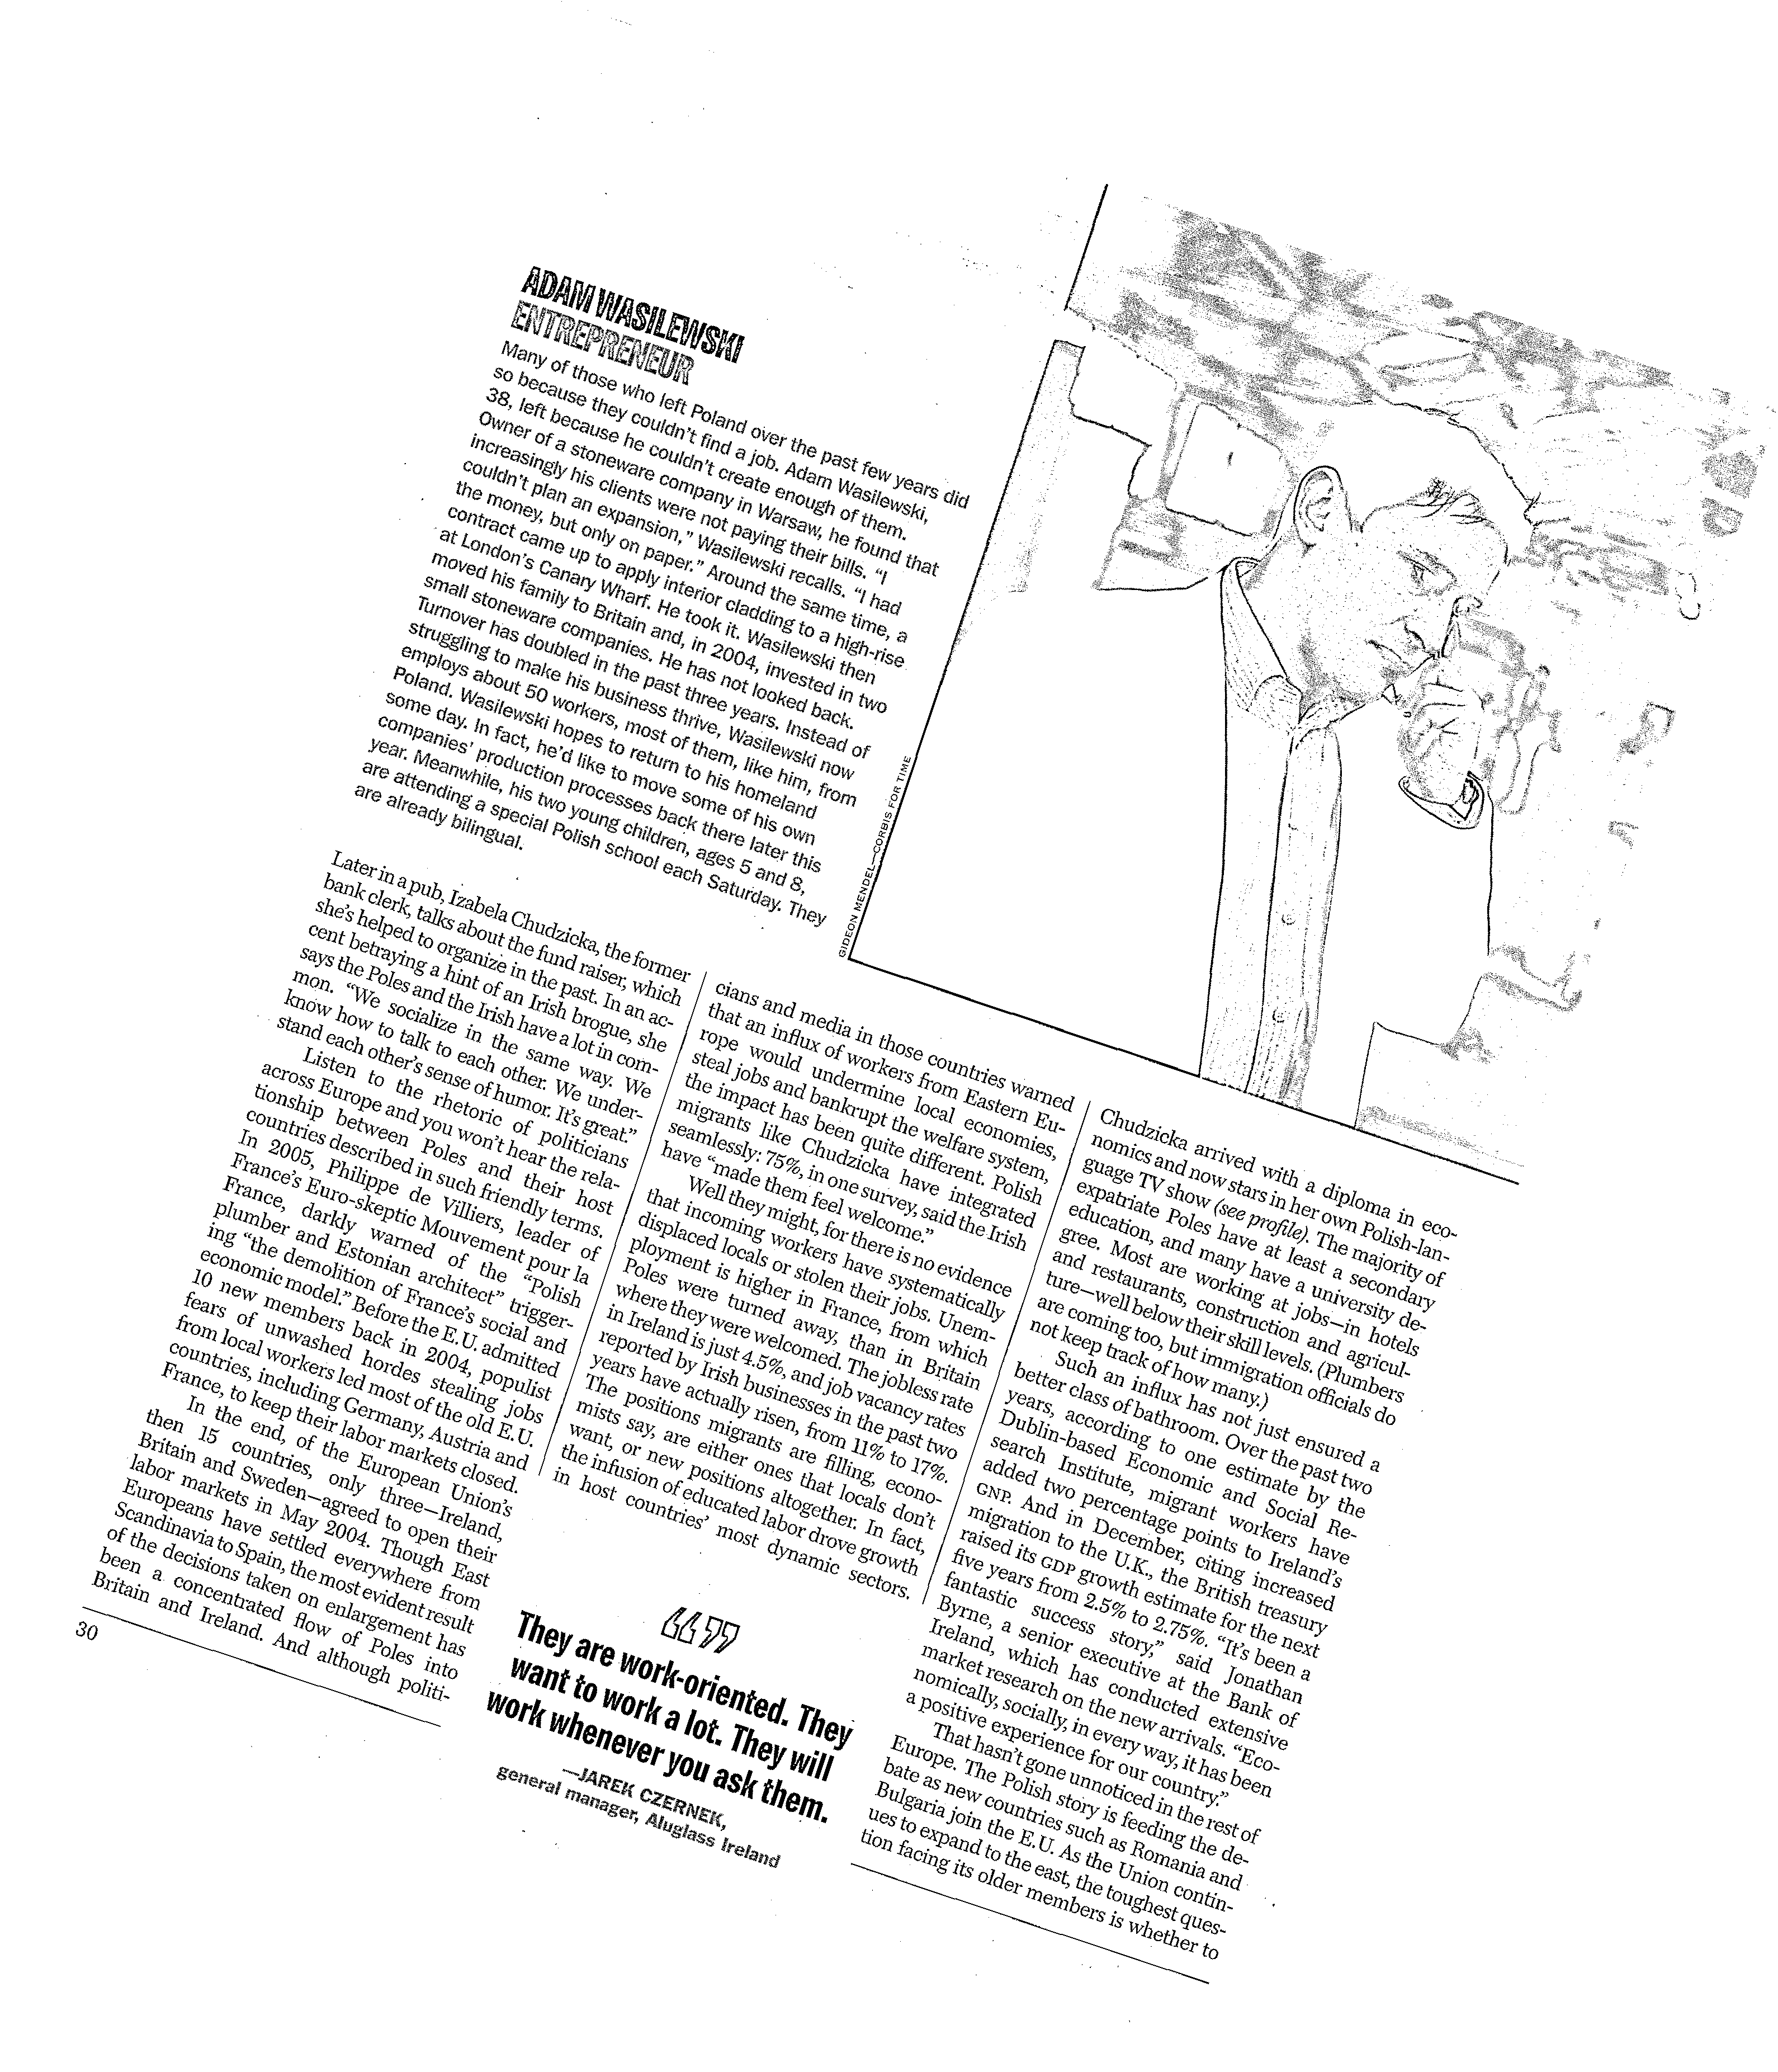 ADAM WASILEWSKI
ENTREPRENEUR
Many of those who left Poland over the past few years did
so because they couldn't find a job. Adam Wasilewski,
38, left because he couldn't create enough of them.
Owner of a stoneware company in Warsaw, he found that
increasingly his clients were not paying their bills. "I
couldn't plan an expansion," Wasilewski recalls. "I had
the money, but only on paper." Around the same time, a
contract came up to apply interior cladding to a high-rise
at London's Canary Wharf. He took it. Wasilewski then
moved his family to Britain and, in 2004, invested in two
small stoneware companies. He has not looked back.
Turnover has doubled in the past three years. Instead of
struggling to make his business thrive, Wasilewski now
employs about 50 workers, most of them, like him, from
Poland. Wasilewski hopes to return to his homeland
some day. In fact, he'd like to move some of his own
companies' production processes back there later this
year. Meanwhile, his two young children, ages 5 and 8,
are attending a special Polish school each Saturday. They
are already bilingual.
GIDEON MENDEL—CORBIS FOR TIME
Later in a pub, Izabela Chudzicka, the former
bank clerk, talks about the fund raiser, which
she's helped to organize in the past. In an ac-
cent betraying a hint of an Irish brogue, she
says the Poles and the Irish have a lot in com-
mon. "We socialize in the same way. We
know how to talk to each other. We under-
stand each other's sense of humor. It's great."
Listen to the rhetoric of politicians
across Europe and you won't hear the rela-
tionship between Poles and their host
countries described in such friendly terms.
In 2005, Philippe de Villiers, leader of
France's Euro-skeptic Mouvement pour la
France, darkly warned of the "Polish
plumber and Estonian architect" trigger-
ing "the demolition of France's social and
economic model." Before the E.U. admitted
10 new members back in 2004, populist
fears of unwashed hordes stealing jobs
from local workers led most of the old E.U.
countries, including Germany, Austria and
France, to keep their labor markets closed.
In the end, of the European Union's
then 15 countries, only three—Ireland,
Britain and Sweden—agreed to open their
labor markets in May 2004. Though East
Europeans have settled everywhere from
Scandinavia to Spain, the most evident result
of the decisions taken on enlargement has
been a concentrated flow of Poles into
Britain and Ireland. And although politi-
30
cians and media in those countries warned
that an influx of workers from Eastern Eu-
rope would undermine local economies,
steal jobs and bankrupt the welfare system,
the impact has been quite different. Polish
migrants like Chudzicka have integrated
seamlessly: 75%, in one survey, said the Irish
have "made them feel welcome."
Well they might, for there is no evidence
that incoming workers have systematically
displaced locals or stolen their jobs. Unem-
ployment is higher in France, from which
Poles were turned away, than in Britain
where they were welcomed. The jobless rate
in Ireland is just 4.5%, and job vacancy rates
reported by Irish businesses in the past two
years have actually risen, from 11% to 17%.
The positions migrants are filling, econo-
mists say, are either ones that locals don't
want, or new positions altogether. In fact,
the infusion of educated labor drove growth
in host countries' most dynamic sectors.
“”
They are work-oriented. They
want to work a lot. They will
work whenever you ask them.
—JAREK CZERNEK,
general manager, Aluglass Ireland
Chudzicka arrived with a diploma in eco-
nomics and now stars in her own Polish-lan-
guage TV show (see profile). The majority of
expatriate Poles have at least a secondary
education, and many have a university de-
gree. Most are working at jobs—in hotels
and restaurants, construction and agricul-
ture—well below their skill levels. (Plumbers
are coming too, but immigration officials do
not keep track of how many.)
Such an influx has not just ensured a
better class of bathroom. Over the past two
years, according to one estimate by the
Dublin-based Economic and Social Re-
search Institute, migrant workers have
added two percentage points to Ireland's
GNP. And in December, citing increased
migration to the U.K., the British treasury
raised its GDP growth estimate for the next
five years from 2.5% to 2.75%. "It's been a
fantastic success story," said Jonathan
Byrne, a senior executive at the Bank of
Ireland, which has conducted extensive
market research on the new arrivals. "Eco-
nomically, socially, in every way, it has been
a positive experience for our country."
That hasn't gone unnoticed in the rest of
Europe. The Polish story is feeding the de-
bate as new countries such as Romania and
Bulgaria join the E.U. As the Union contin-
ues to expand to the east, the toughest ques-
tion facing its older members is whether to